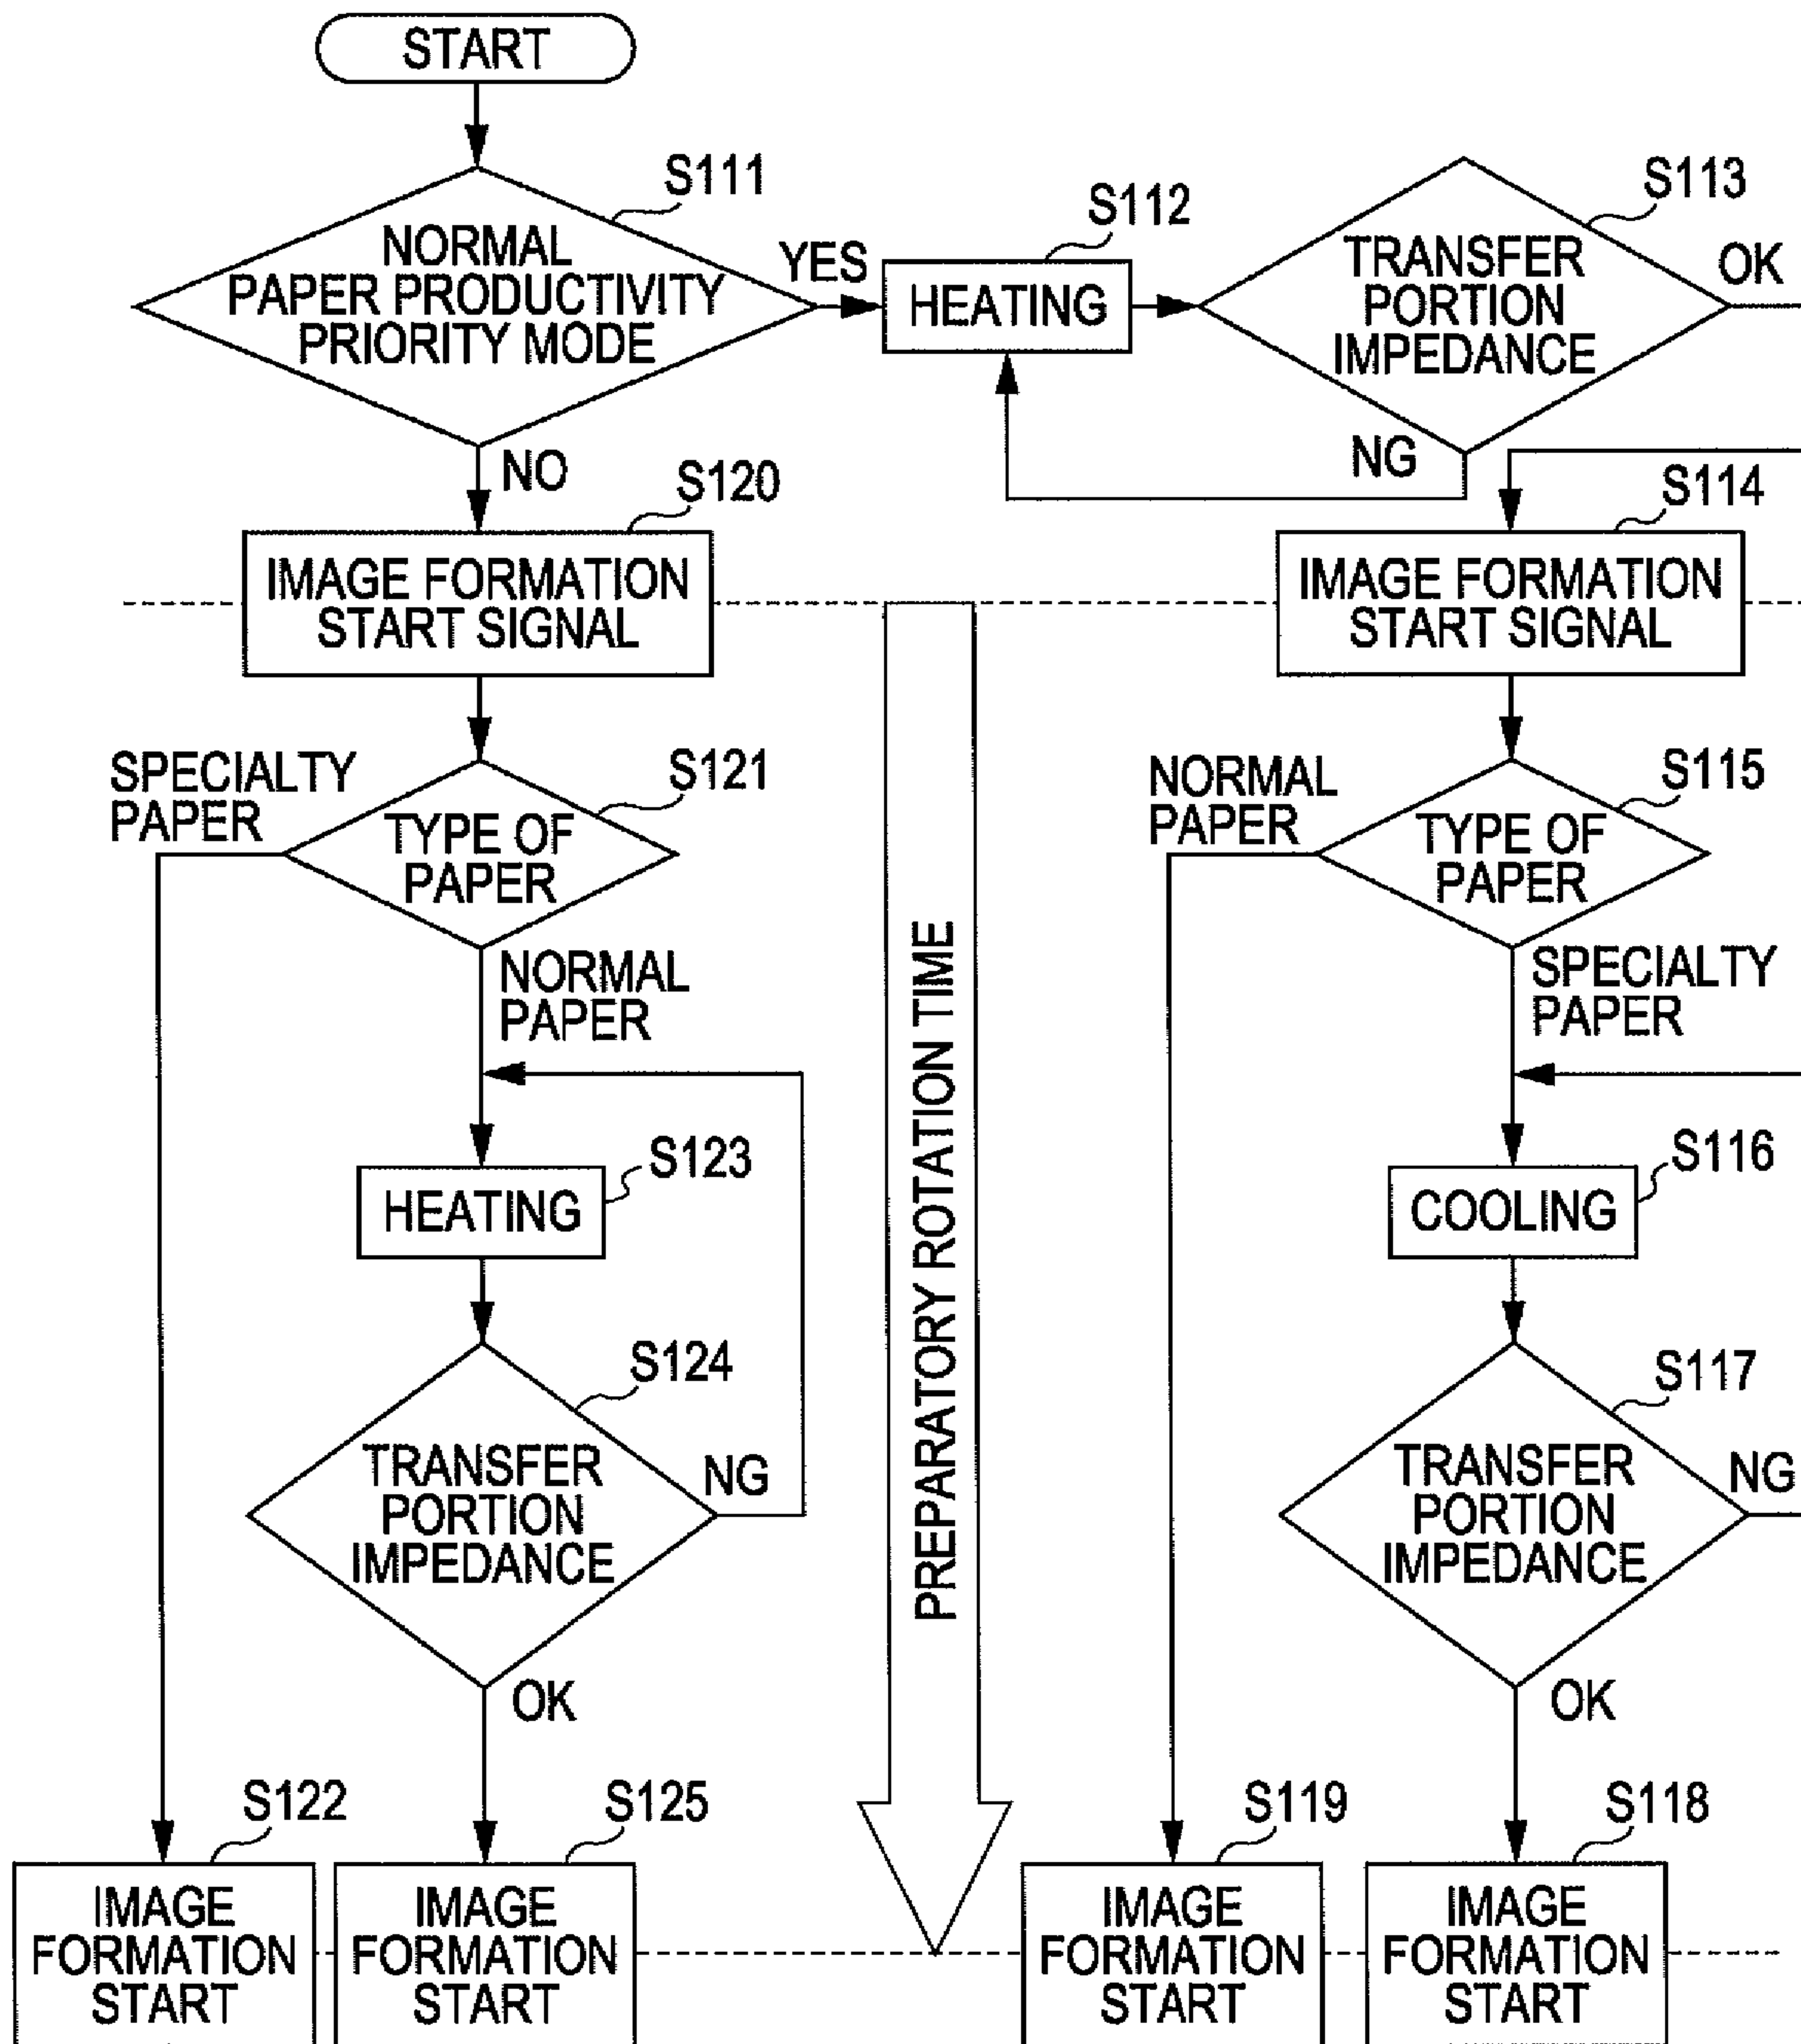 START
S111
NORMAL
PAPER PRODUCTIVITY
PRIORITY MODE
YES
NO
S112
HEATING
S113
TRANSFER
PORTION
IMPEDANCE
OK
NG
S120
IMAGE FORMATION
START SIGNAL
S114
IMAGE FORMATION
START SIGNAL
SPECIALTY
PAPER
S121
TYPE OF
PAPER
NORMAL
PAPER
S123
HEATING
S124
TRANSFER
PORTION
IMPEDANCE
NG
OK
PREPARATORY ROTATION TIME
NORMAL
PAPER
S115
TYPE OF
PAPER
SPECIALTY
PAPER
S116
COOLING
S117
TRANSFER
PORTION
IMPEDANCE
NG
OK
S122
IMAGE
FORMATION
START
S125
IMAGE
FORMATION
START
S119
IMAGE
FORMATION
START
S118
IMAGE
FORMATION
START